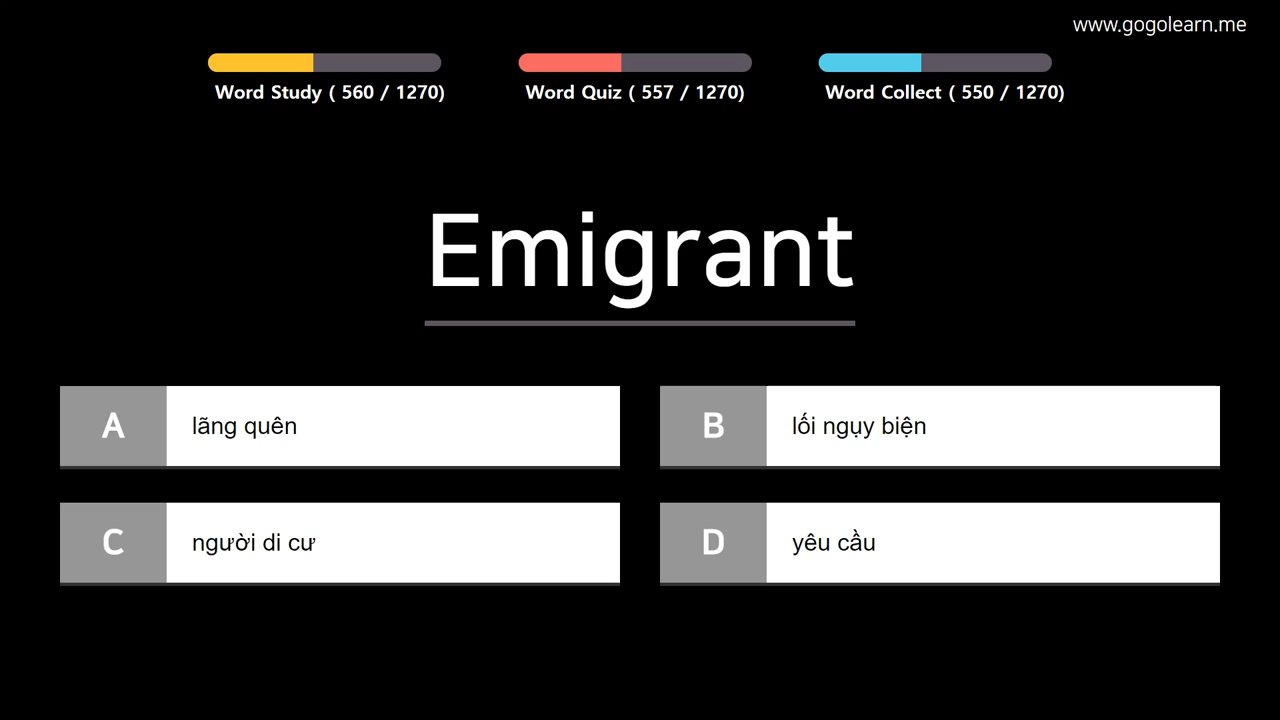 www.gogolearn.me
Word Study ( 560 / 1270)
Word Quiz ( 557 / 1270)
Word Collect ( 550 / 1270)
Emigrant
A
lãng quên
B
lối ngụy biện
C
người di cư
D
yêu cầu